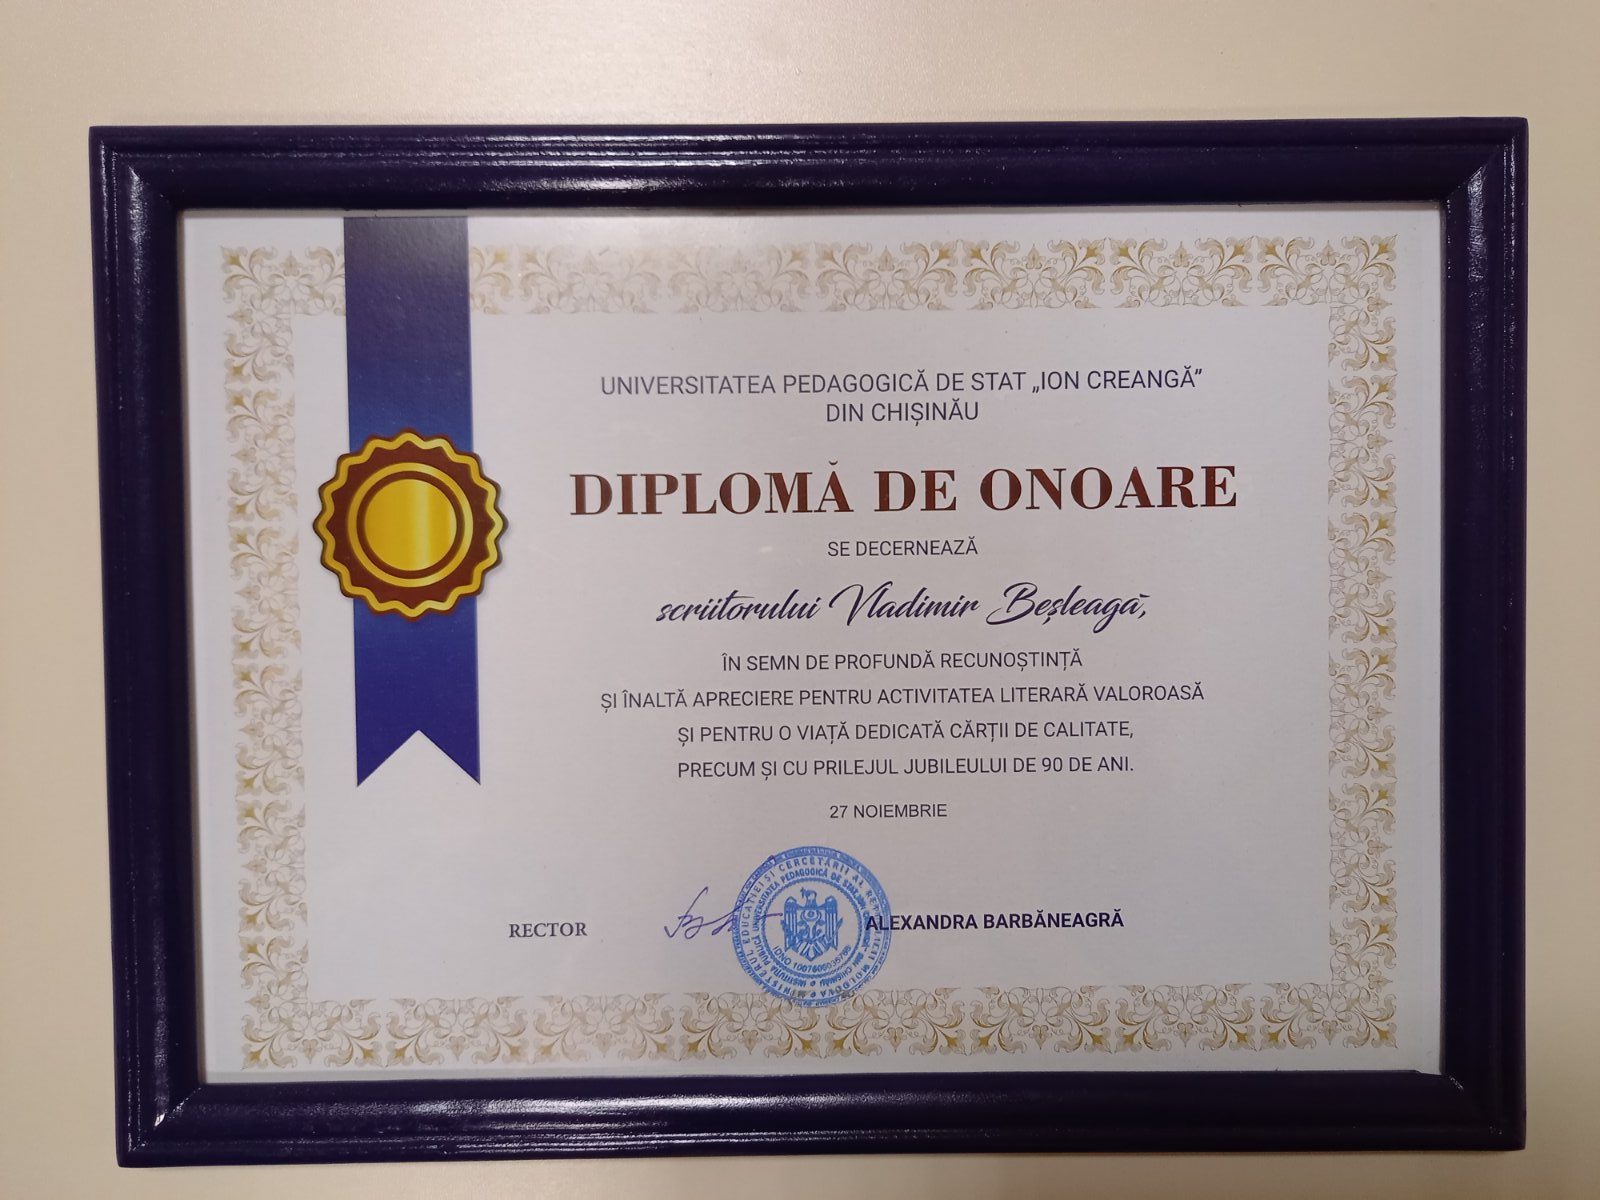 UNIVERSITATEA PEDAGOGICĂ DE STAT „ION CREANGĂ”
DIN CHIȘINĂU
DIPLOMĂ DE ONOARE
SE DECERNEAZĂ
scriitorului Vladimir Beșleagă,
ÎN SEMN DE PROFUNDĂ RECUNOȘTINȚĂ
ȘI ÎNALTĂ APRECIERE PENTRU ACTIVITATEA LITERARĂ VALOROASĂ
ȘI PENTRU O VIAȚĂ DEDICATĂ CĂRȚII DE CALITATE,
PRECUM ȘI CU PRILEJUL JUBILEULUI DE 90 DE ANI.
27 NOIEMBRIE
RECTOR
ALEXANDRA BARBĂNEAGRĂ